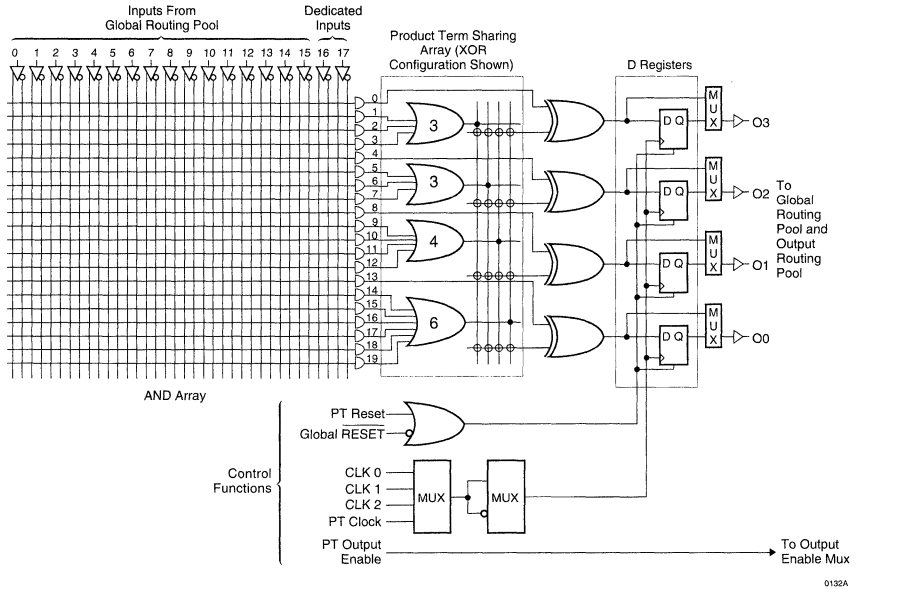 Inputs From
Global Routing Pool
Dedicated
Inputs
0 1 2 3 4 5 6 7 8 9 10 11 12 13 14 15 16 17
Product Term Sharing
Array (XOR
Configuration Shown)
D Registers
0
1
2
3
4
5
6
7
8
9
10
11
12
13
14
15
16
17
18
19
3
3
4
6
D Q
MUX
O3
D Q
MUX
O2
D Q
MUX
O1
D Q
MUX
O0
To
Global
Routing
Pool and
Output
Routing
Pool
AND Array
Control
Functions
PT Reset
Global RESET
CLK 0
CLK 1
CLK 2
PT Clock
MUX
MUX
PT Output
Enable
To Output
Enable Mux
0132A